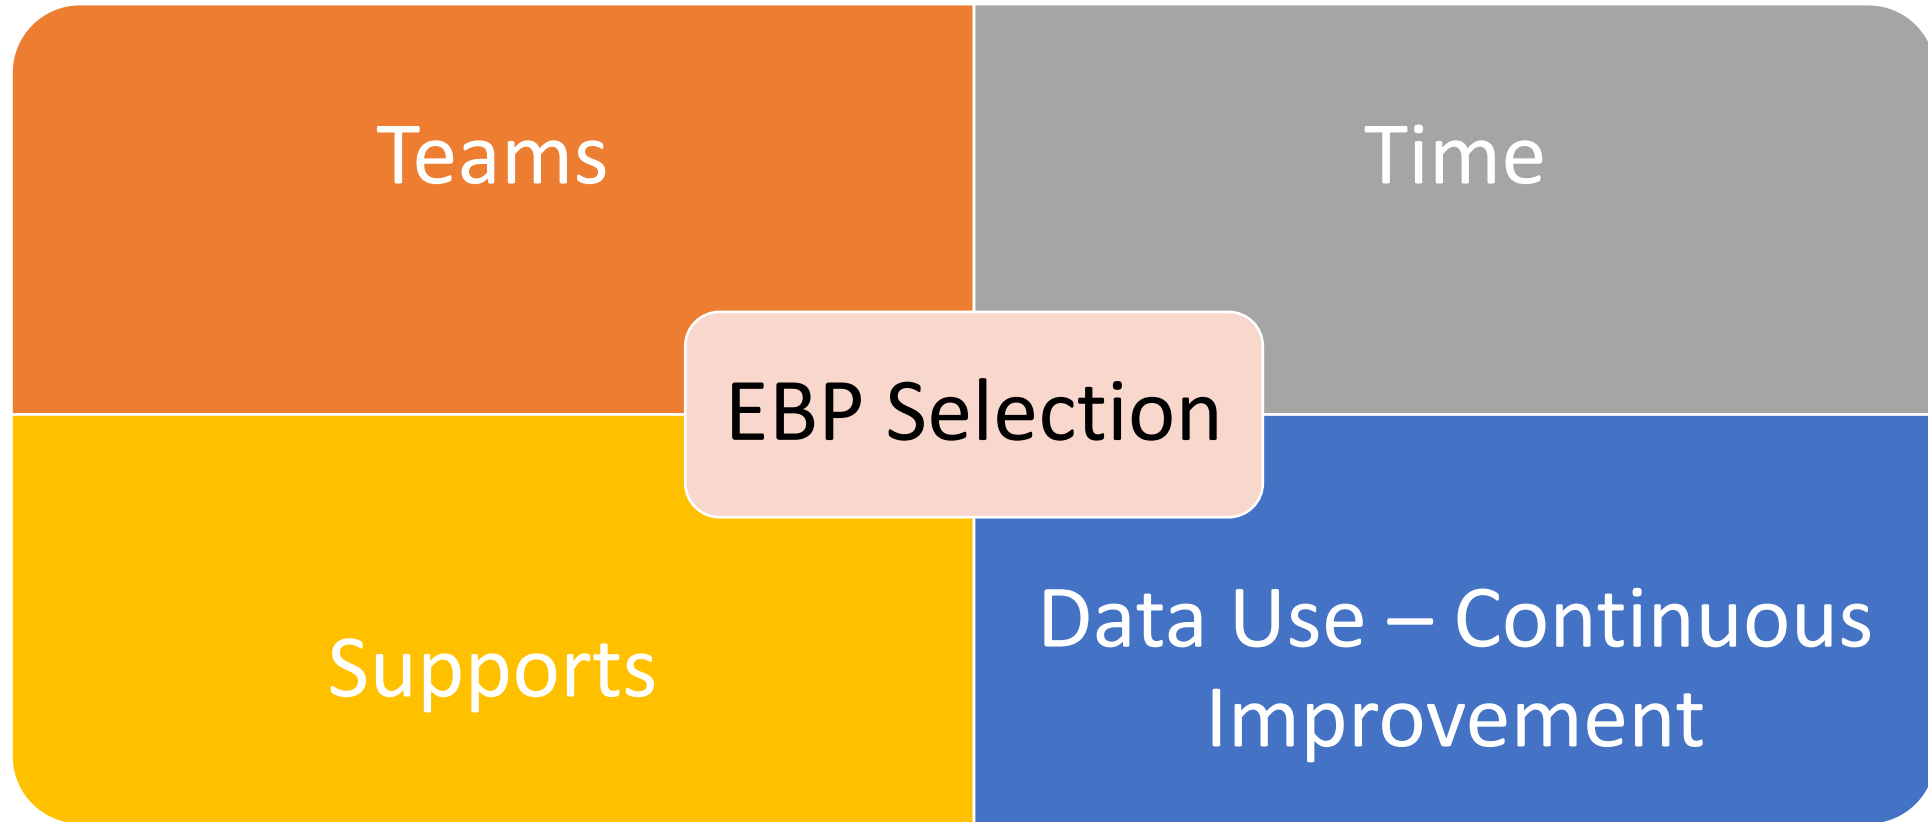 Teams
Time
EBP Selection
Supports
Data Use – Continuous
Improvement